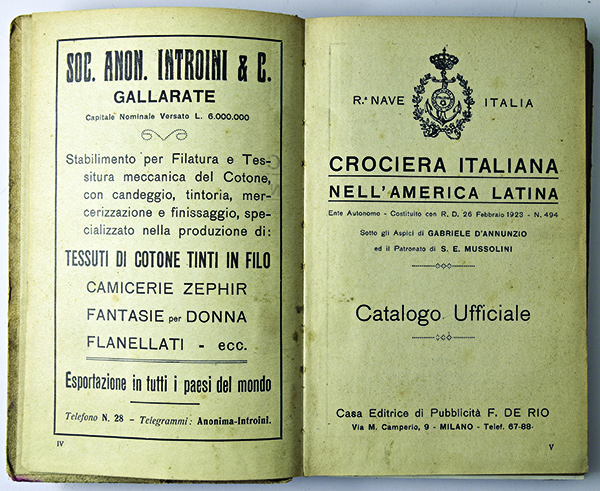 SOC. ANON. INTROINI & C.
GALLARATE
Capitale Nominale Versato L. 6.000.000
Stabilimento per Filatura e Tes-
situra meccanica del Cotone,
con candeggio, tintoria, mer-
cerizzazione e finissaggio, spe-
cializzato nella produzione di:
TESSUTI DI COTONE TINTI IN FILO
CAMICERIE ZEPHIR
FANTASIE per DONNA
FLANELLATI - ecc.
Esportazione in tutti i paesi del mondo
Telefono N. 28 - Telegrammi: Anonima-Introini.
IV
R.ª NAVE ITALIA
CROCIERA ITALIANA
NELL'AMERICA LATINA
Ente Autonomo - Costituito con R. D. 26 Febbraio 1923 - N. 494
Sotto gli Aspici di GABRIELE D'ANNUNZIO
ed il Patronato di S. E. MUSSOLINI
Catalogo Ufficiale
Casa Editrice di Pubblicità F. DE RIO
Via M. Camperio, 9 - MILANO - Telef. 67-88
V